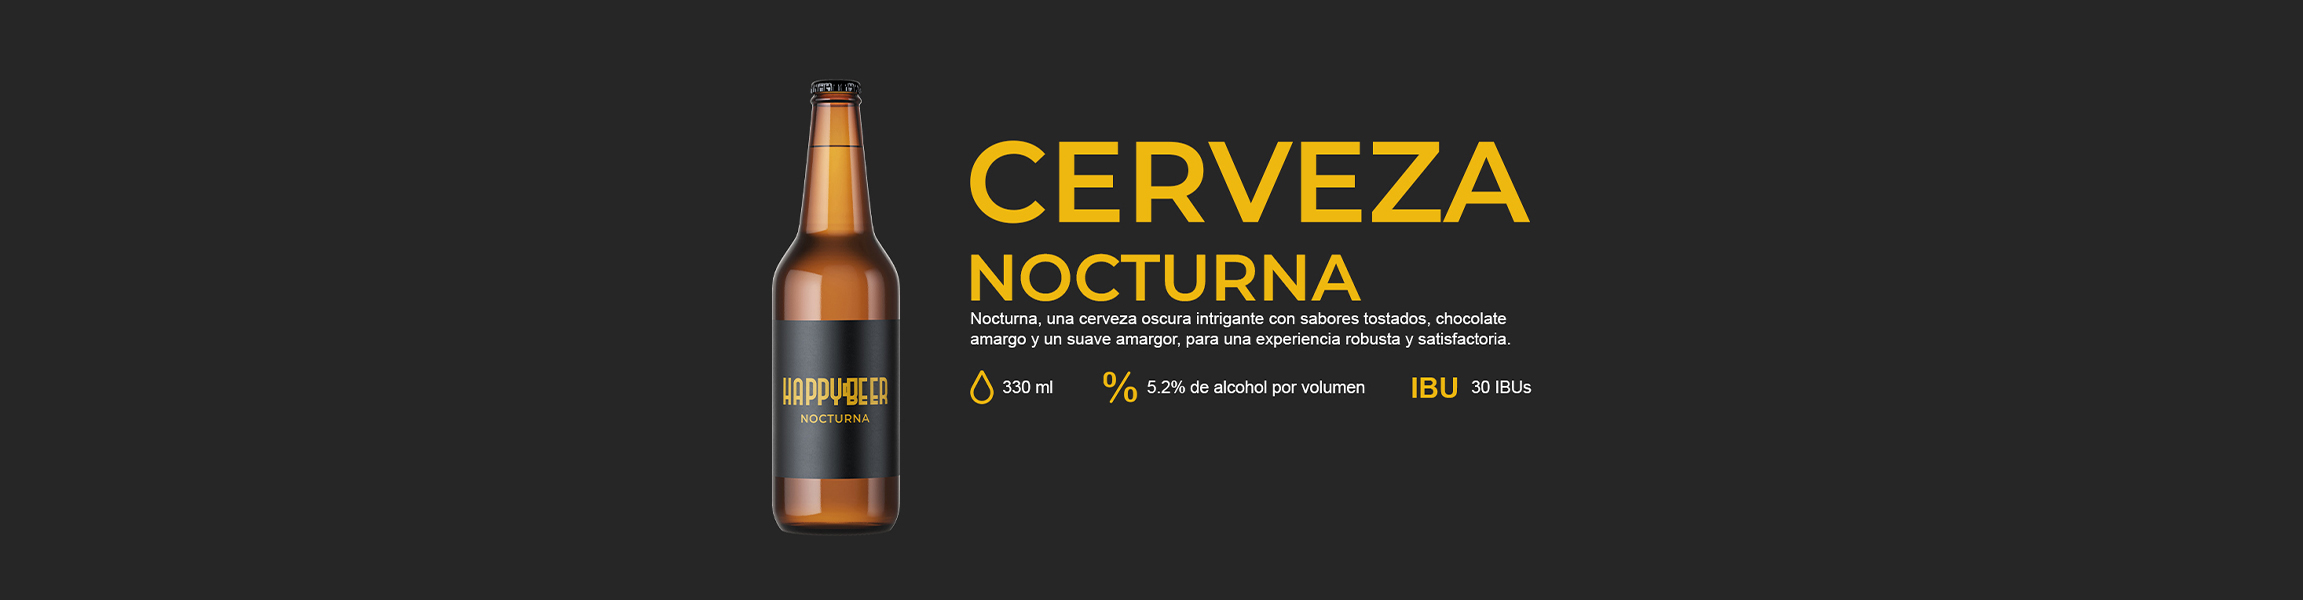 CERVEZA
NOCTURNA
Nocturna, una cerveza oscura intrigante con sabores tostados, chocolate
amargo y un suave amargor, para una experiencia robusta y satisfactoria.
330 ml
% 5.2% de alcohol por volumen
IBU 30 IBUs
HAPPY BEER
NOCTURNA